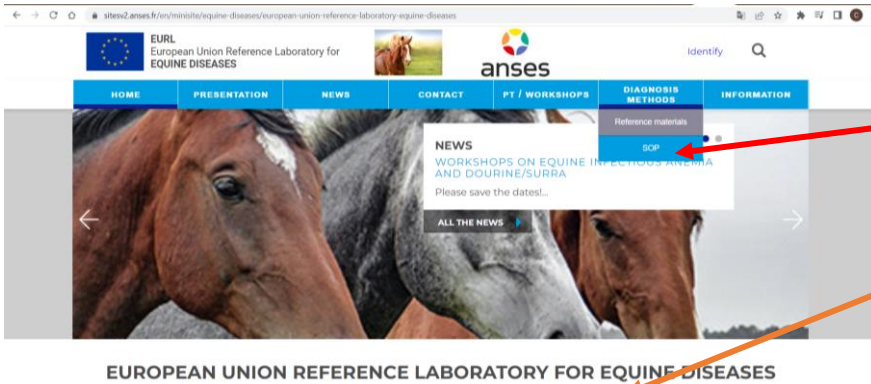 sitesv2.anses.fr/en/minisite/equine-diseases/european-union-reference-laboratory-equine-diseases
EURL
European Union Reference Laboratory for
EQUINE DISEASES
anses
Identify
HOME PRESENTATION NEWS CONTACT PT / WORKSHOPS DIAGNOSIS METHODS INFORMATION
Reference materials
SOP
NEWS
WORKSHOPS ON EQUINE INFECTIOUS ANEMIA
AND DOURINE/SURRA
Please save the dates!...
ALL THE NEWS
EUROPEAN UNION REFERENCE LABORATORY FOR EQUINE DISEASES